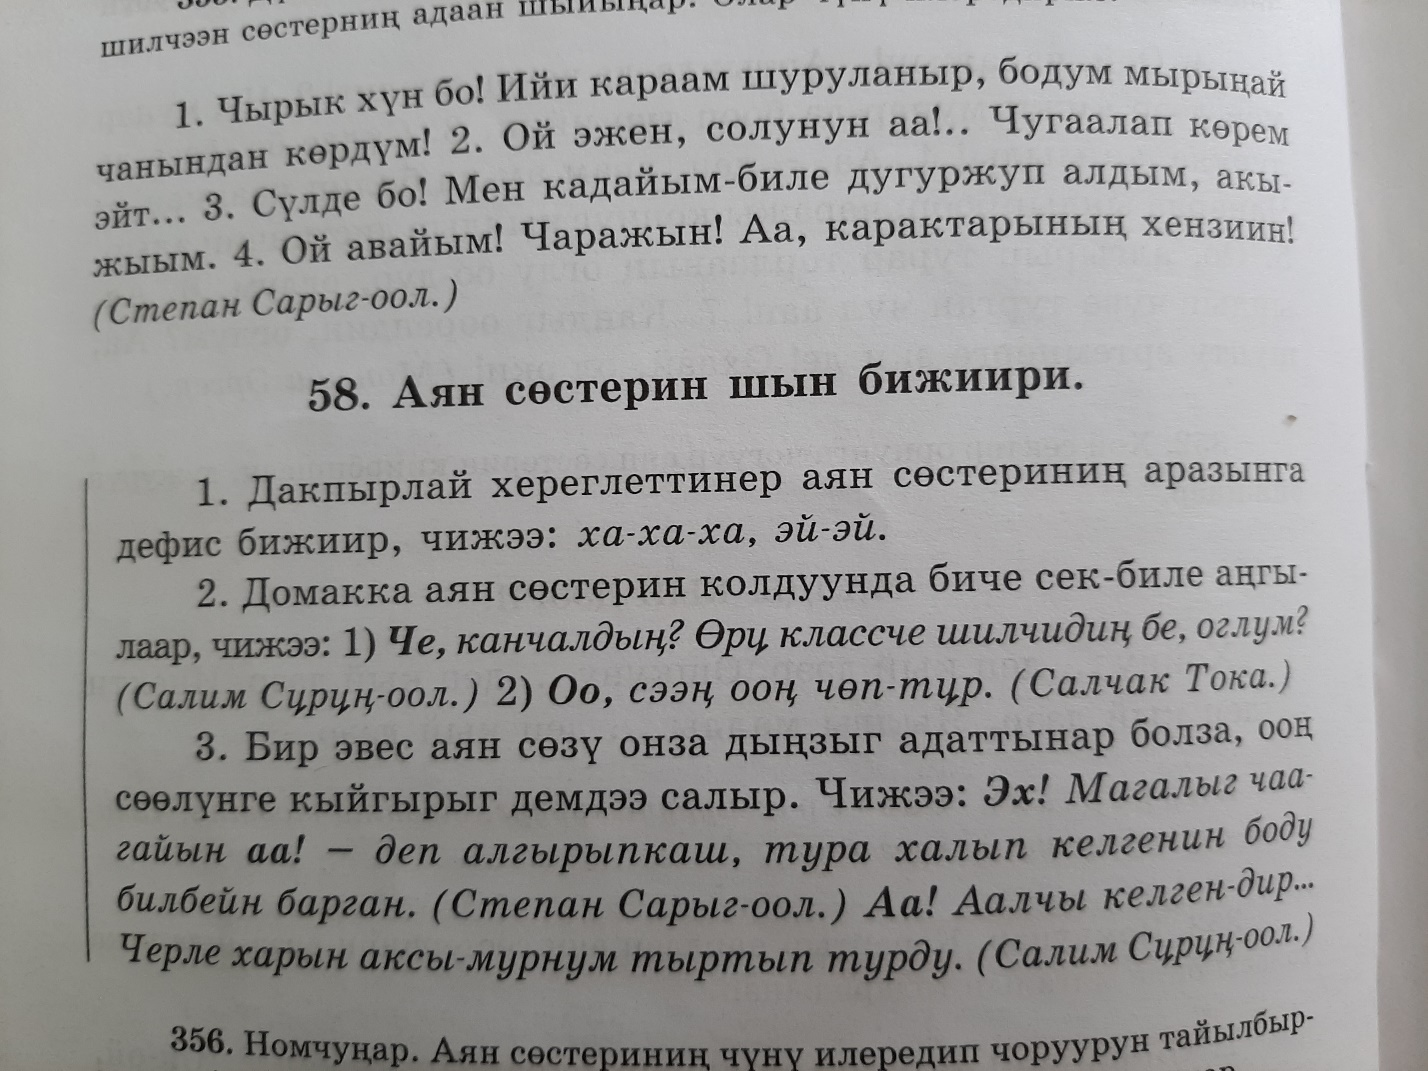 шилчээн сөстерниң адаан шыйыңар.
1. Чырык хүн бо! Ийи караам шуруланыр, бодум мырыңай
чанындан көрдүм! 2. Ой эжен, солунун аа!.. Чугаалап көрем
эйт... 3. Сүлде бо! Мен кадайым-биле дугуржуп алдым, акы-
жыым. 4. Ой авайым! Чаражын! Аа, карактарының хензиин!
(Степан Сарыг-оол.)
58. Аян сөстерин шын бижиири.
1. Дакпырлай хереглеттинер аян сөстериниң аразынга
дефис бижиир, чижээ: ха-ха-ха, эй-эй.
2. Домакка аян сөстерин колдуунда биче сек-биле аңгы-
лаар, чижээ: 1) Че, канчалдың? Өрү классче шилчидиң бе, оглум?
(Салим Сүрүң-оол.) 2) Оо, сээң ооң чөп-түр. (Салчак Тока.)
3. Бир эвес аян сөзү онза дыңзыг адаттынар болза, ооң
сөөлүнге кыйгырыг демдээ салыр. Чижээ: Эх! Магалыг чаа-
гайын аа! – деп алгырыпкаш, тура халып келгенин боду
билбейн барган. (Степан Сарыг-оол.) Аа! Аалчы келген-дир...
Черле харын аксы-мурнум тыртып турду. (Салим Сүрүң-оол.)
356. Номчуңар. Аян сөстериниң чүнү илередип чоруурун тайылбыр-